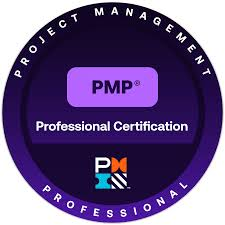 PROJECT MANAGEMENT
PMP®
Professional Certification
PMI
PROFESSIONAL